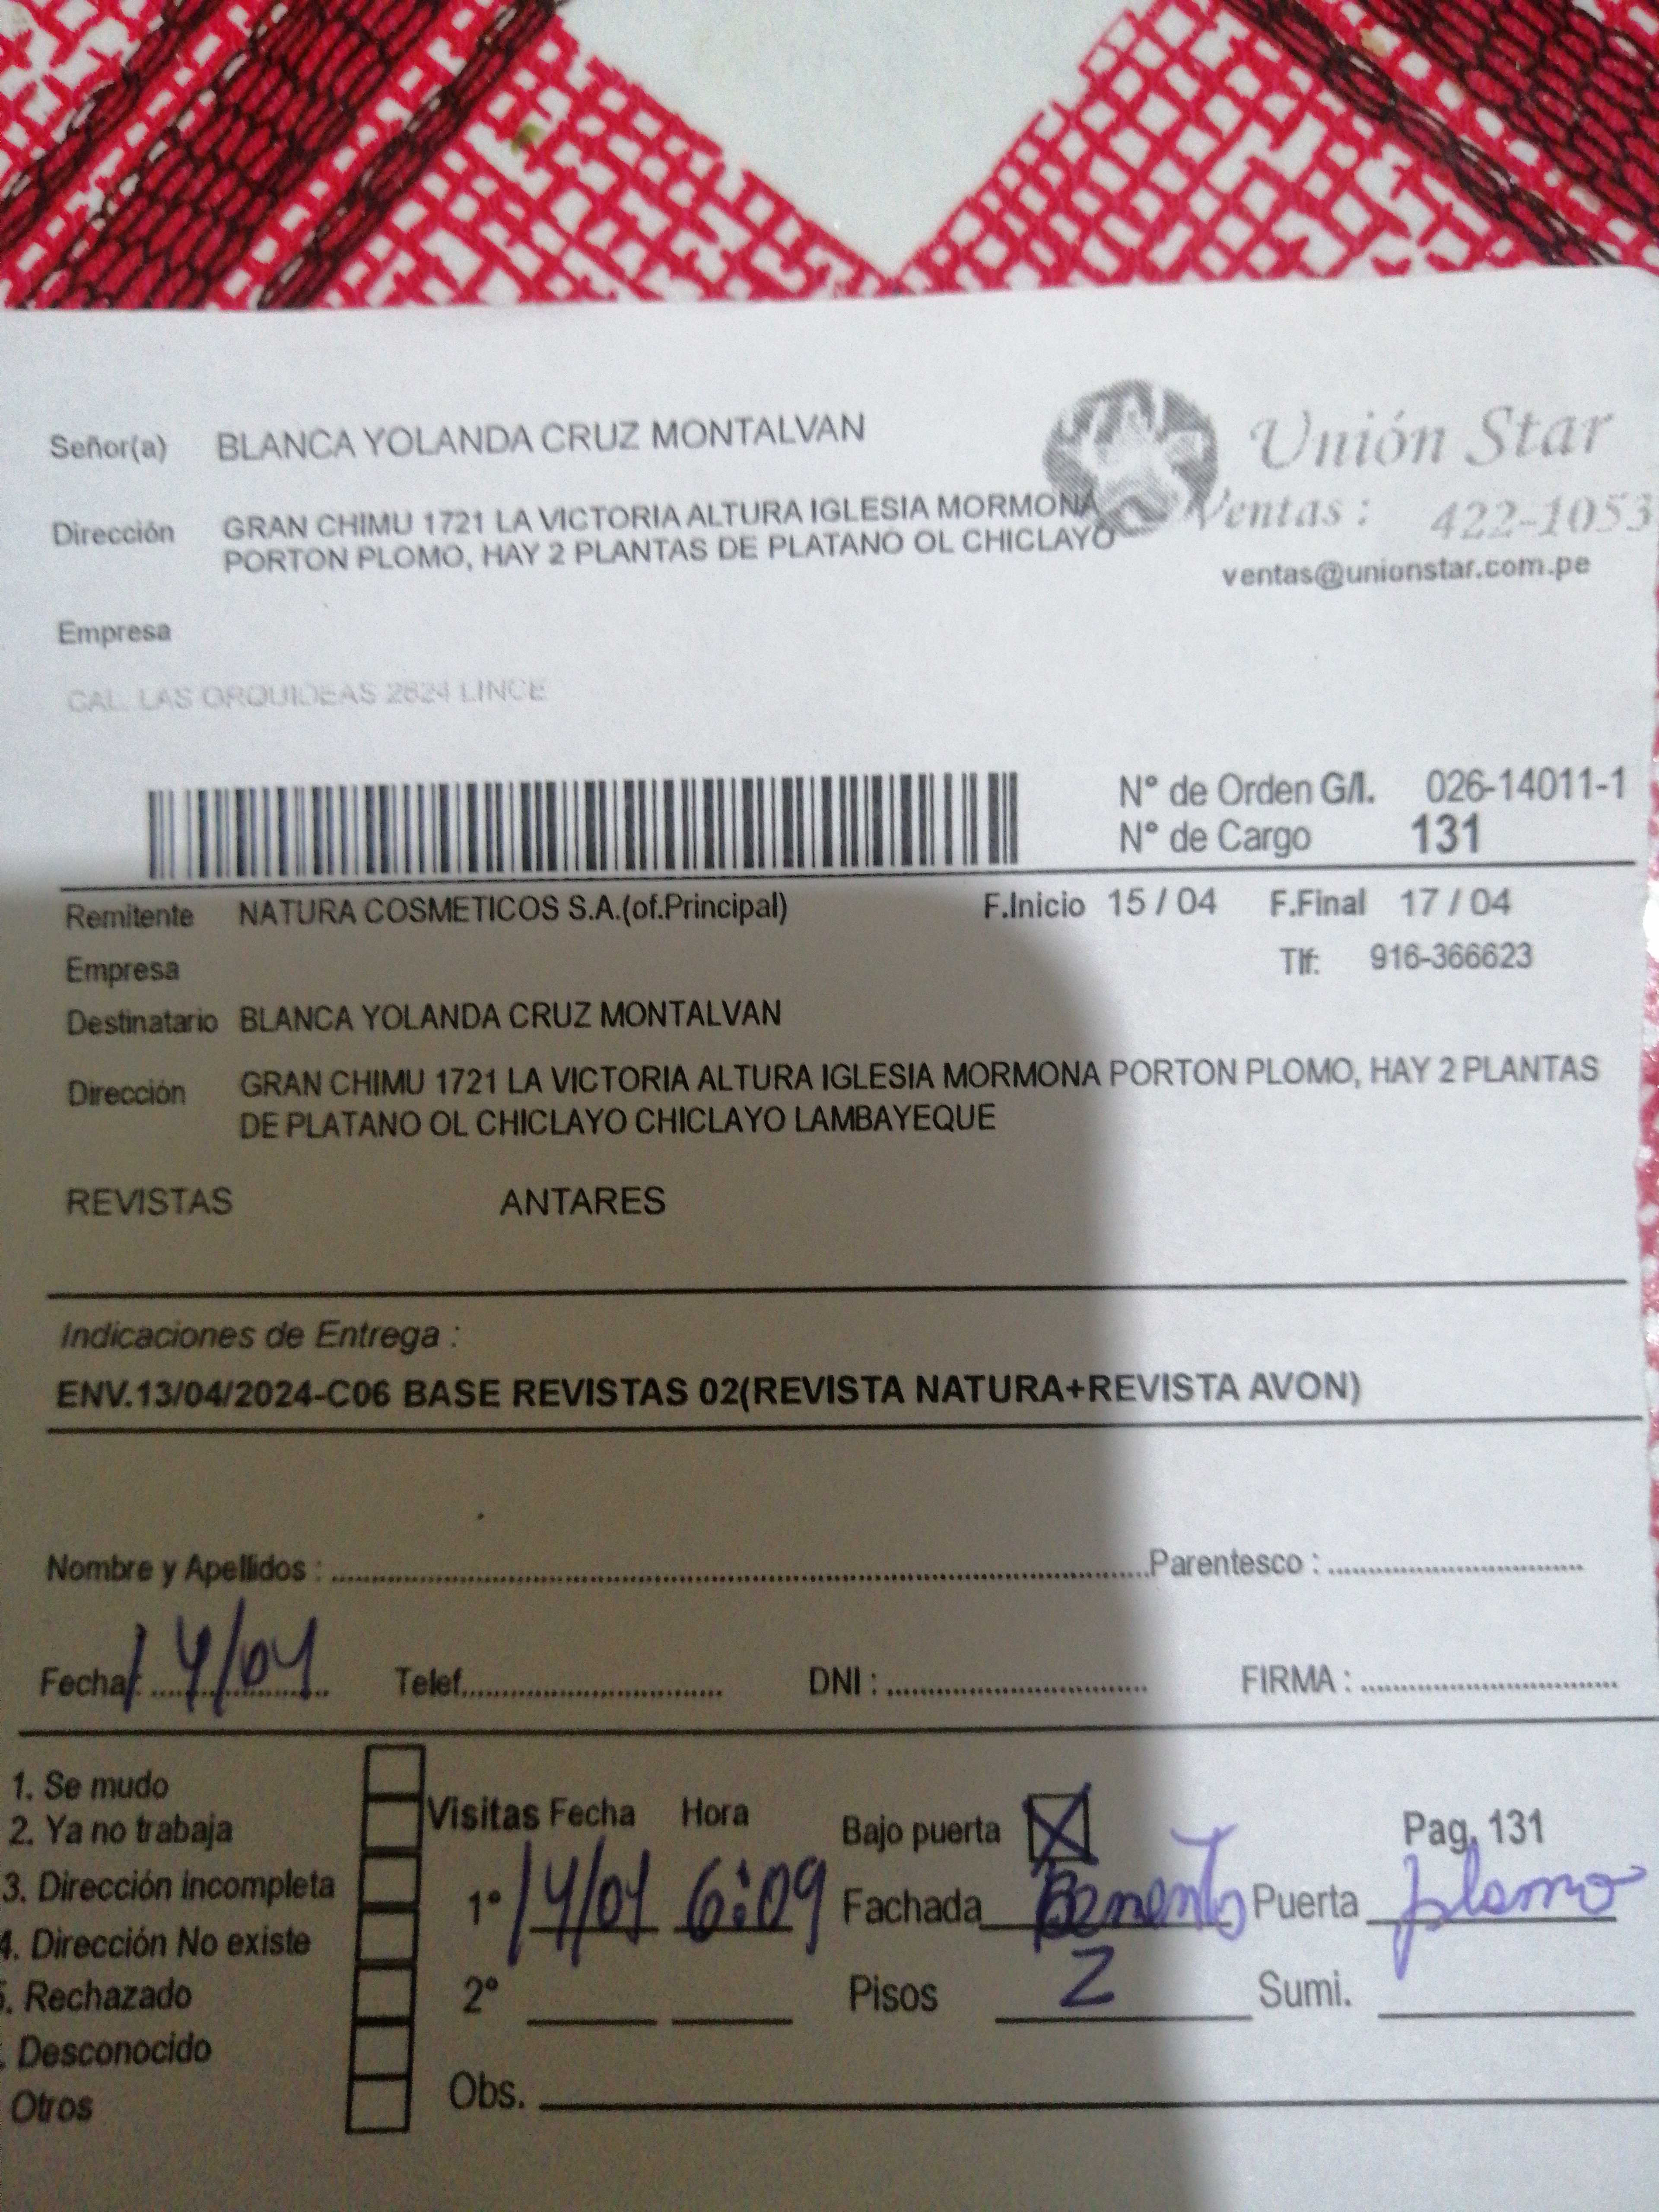 Señor(a) BLANCA YOLANDA CRUZ MONTALVAN
Unión Star
Dirección GRAN CHIMU 1721 LA VICTORIA ALTURA IGLESIA MORMONA
PORTON PLOMO, HAY 2 PLANTAS DE PLATANO OL CHICLAYO
Ventas : 422-1053
ventas@unionstar.com.pe
Empresa
CAL. LAS ORQUIDEAS 2624 LINCE
N° de Orden G/I. 026-14011-1
N° de Cargo 131
Remitente NATURA COSMETICOS S.A.(of.Principal) F.Inicio 15 / 04 F.Final 17 / 04
Empresa Tlf: 916-366623
Destinatario BLANCA YOLANDA CRUZ MONTALVAN
Dirección GRAN CHIMU 1721 LA VICTORIA ALTURA IGLESIA MORMONA PORTON PLOMO, HAY 2 PLANTAS
DE PLATANO OL CHICLAYO CHICLAYO LAMBAYEQUE
REVISTAS ANTARES
Indicaciones de Entrega :
ENV.13/04/2024-C06 BASE REVISTAS 02(REVISTA NATURA+REVISTA AVON)
Nombre y Apellidos : Parentesco :
Fecha: 14/04 Telef. DNI : FIRMA :
1. Se mudo
2. Ya no trabaja
3. Dirección incompleta
4. Dirección No existe
5. Rechazado
. Desconocido
Otros
Visitas Fecha Hora Bajo puerta Pag. 131
1° 14/04 6:09 Fachada Puerta plomo
2° Pisos 2 Sumi.
Obs.